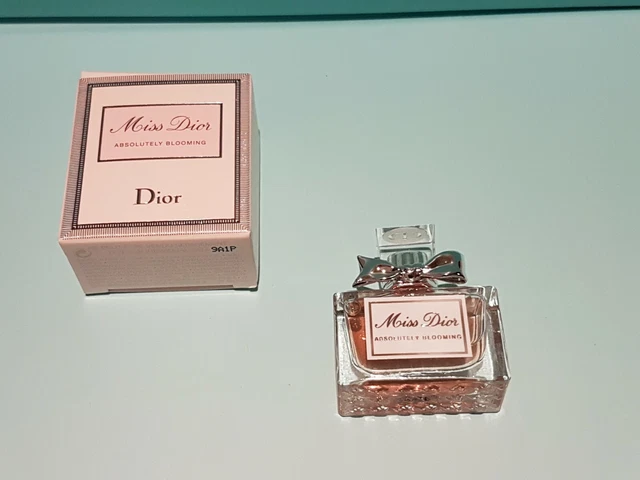 Miss Dior
ABSOLUTELY BLOOMING
Dior
9A1P
Miss Dior
ABSOLUTELY BLOOMING